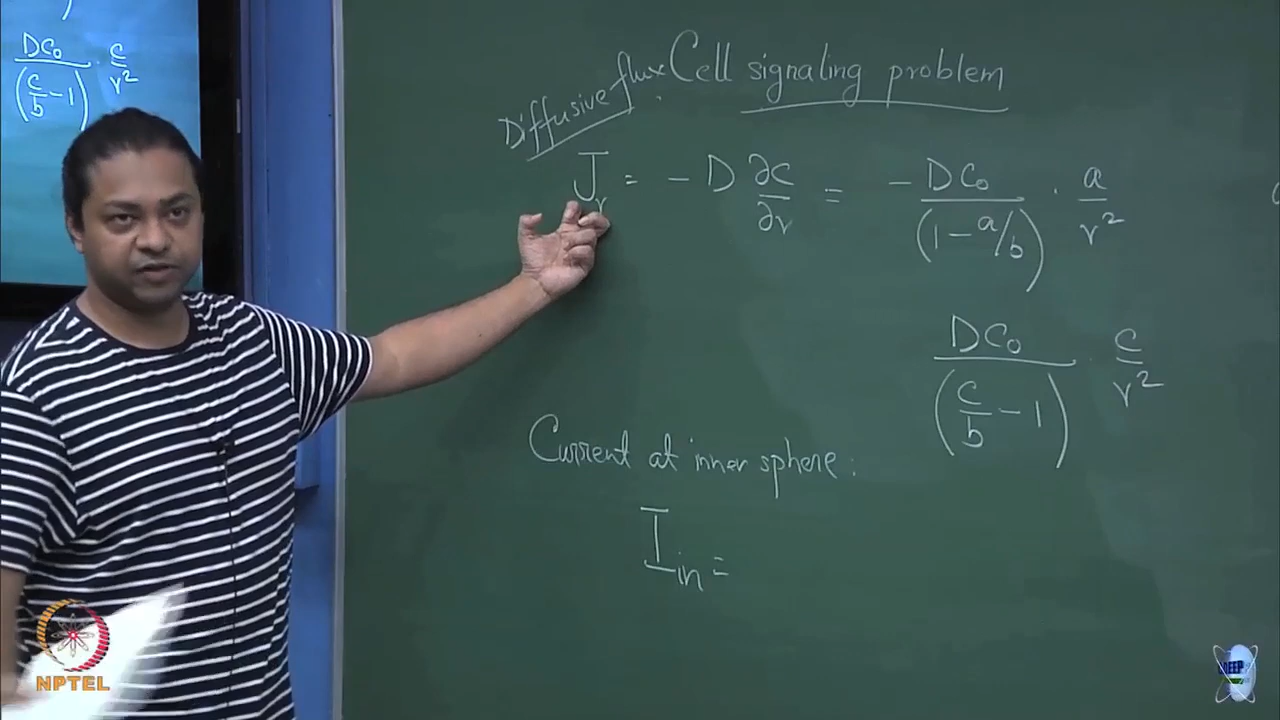 Diffusive flux
Cell signaling problem
J_r = - D ∂c/∂r = - DC₀/(1 - a/b) · a/r²
DC₀/(c/b - 1) · c/r²
Current at inner sphere:
I_in =
DC₀/(c/b - 1) · c/r²
NPTEL